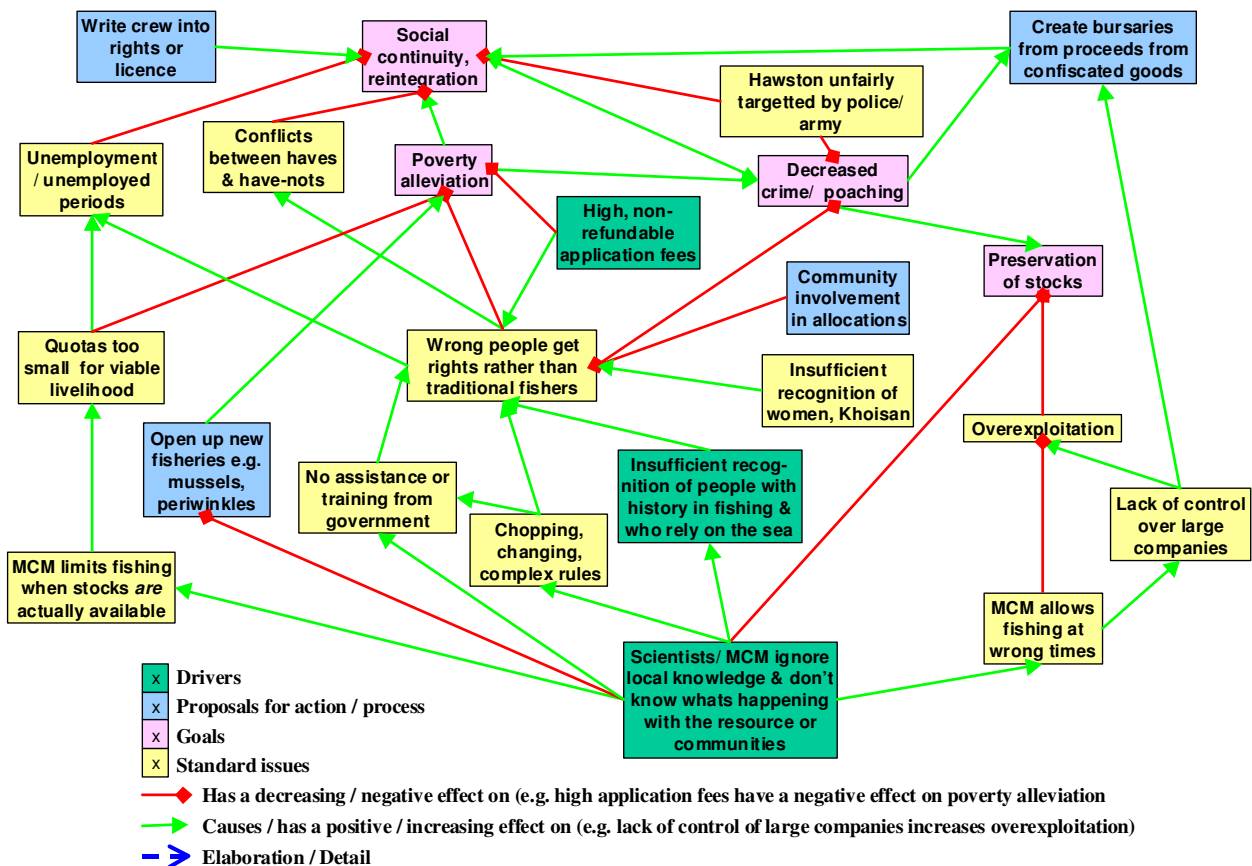 Write crew into
rights or
licence
Social
continuity,
reintegration
Create bursaries
from proceeds from
confiscated goods
Hawston unfairly
targetted by police/
army
Conflicts
between haves
& have-nots
Unemployment
/ unemployed
periods
Poverty
alleviation
Decreased
crime/ poaching
High, non-
refundable
application fees
Preservation
of stocks
Community
involvement
in allocations
Quotas too
small for viable
livelihood
Wrong people get
rights rather than
traditional fishers
Insufficient
recognition of
women, Khoisan
Overexploitation
Open up new
fisheries e.g.
mussels,
periwinkles
No assistance or
training from
government
Insufficient recog-
nition of people with
history in fishing &
who rely on the sea
Lack of control
over large
companies
Chopping,
changing,
complex rules
MCM limits fishing
when stocks are
actually available
MCM allows
fishing at
wrong times
Scientists/ MCM ignore
local knowledge & don't
know whats happening
with the resource or
communities
x Drivers
x Proposals for action / process
x Goals
x Standard issues
Has a decreasing / negative effect on (e.g. high application fees have a negative effect on poverty alleviation
Causes / has a positive / increasing effect on (e.g. lack of control of large companies increases overexploitation)
Elaboration / Detail